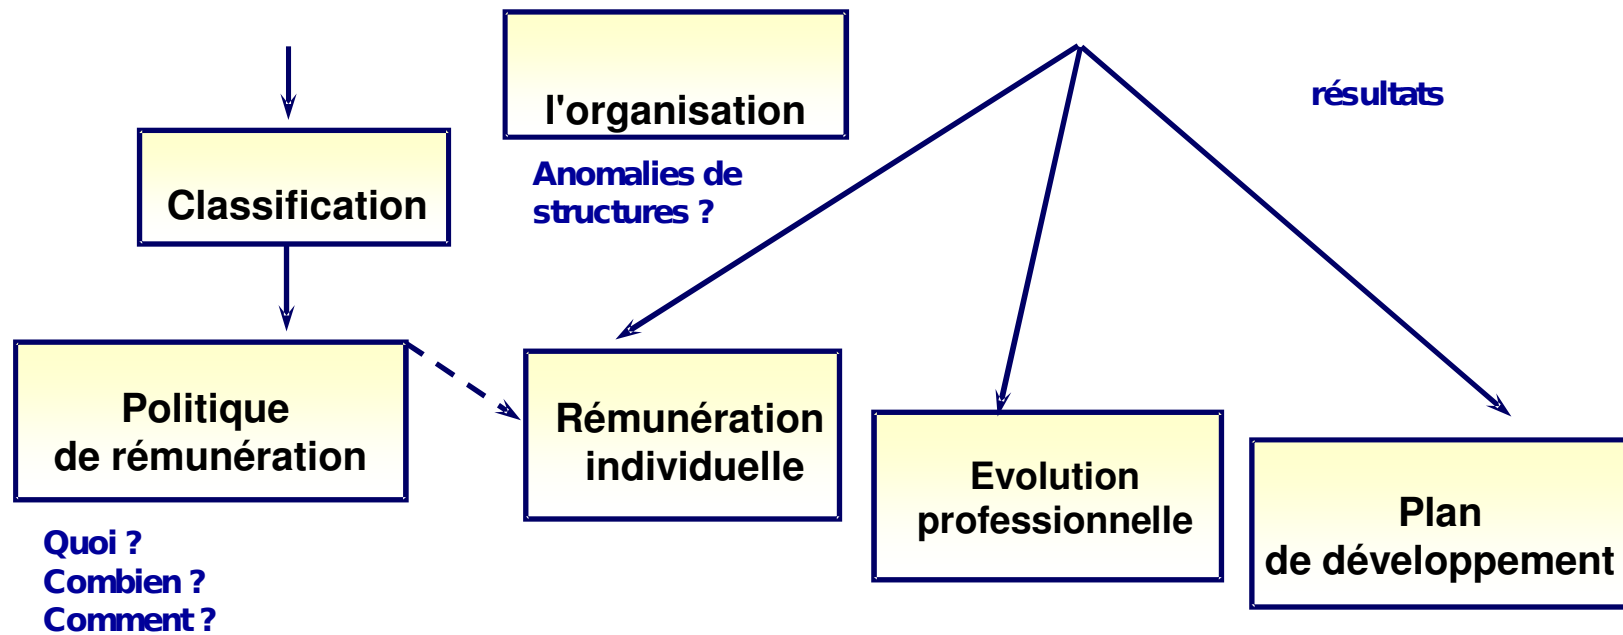 l'organisation
résultats
Anomalies de
structures ?
Classification
Politique
de rémunération
Rémunération
individuelle
Evolution
professionnelle
Plan
de développement
Quoi ?
Combien ?
Comment ?